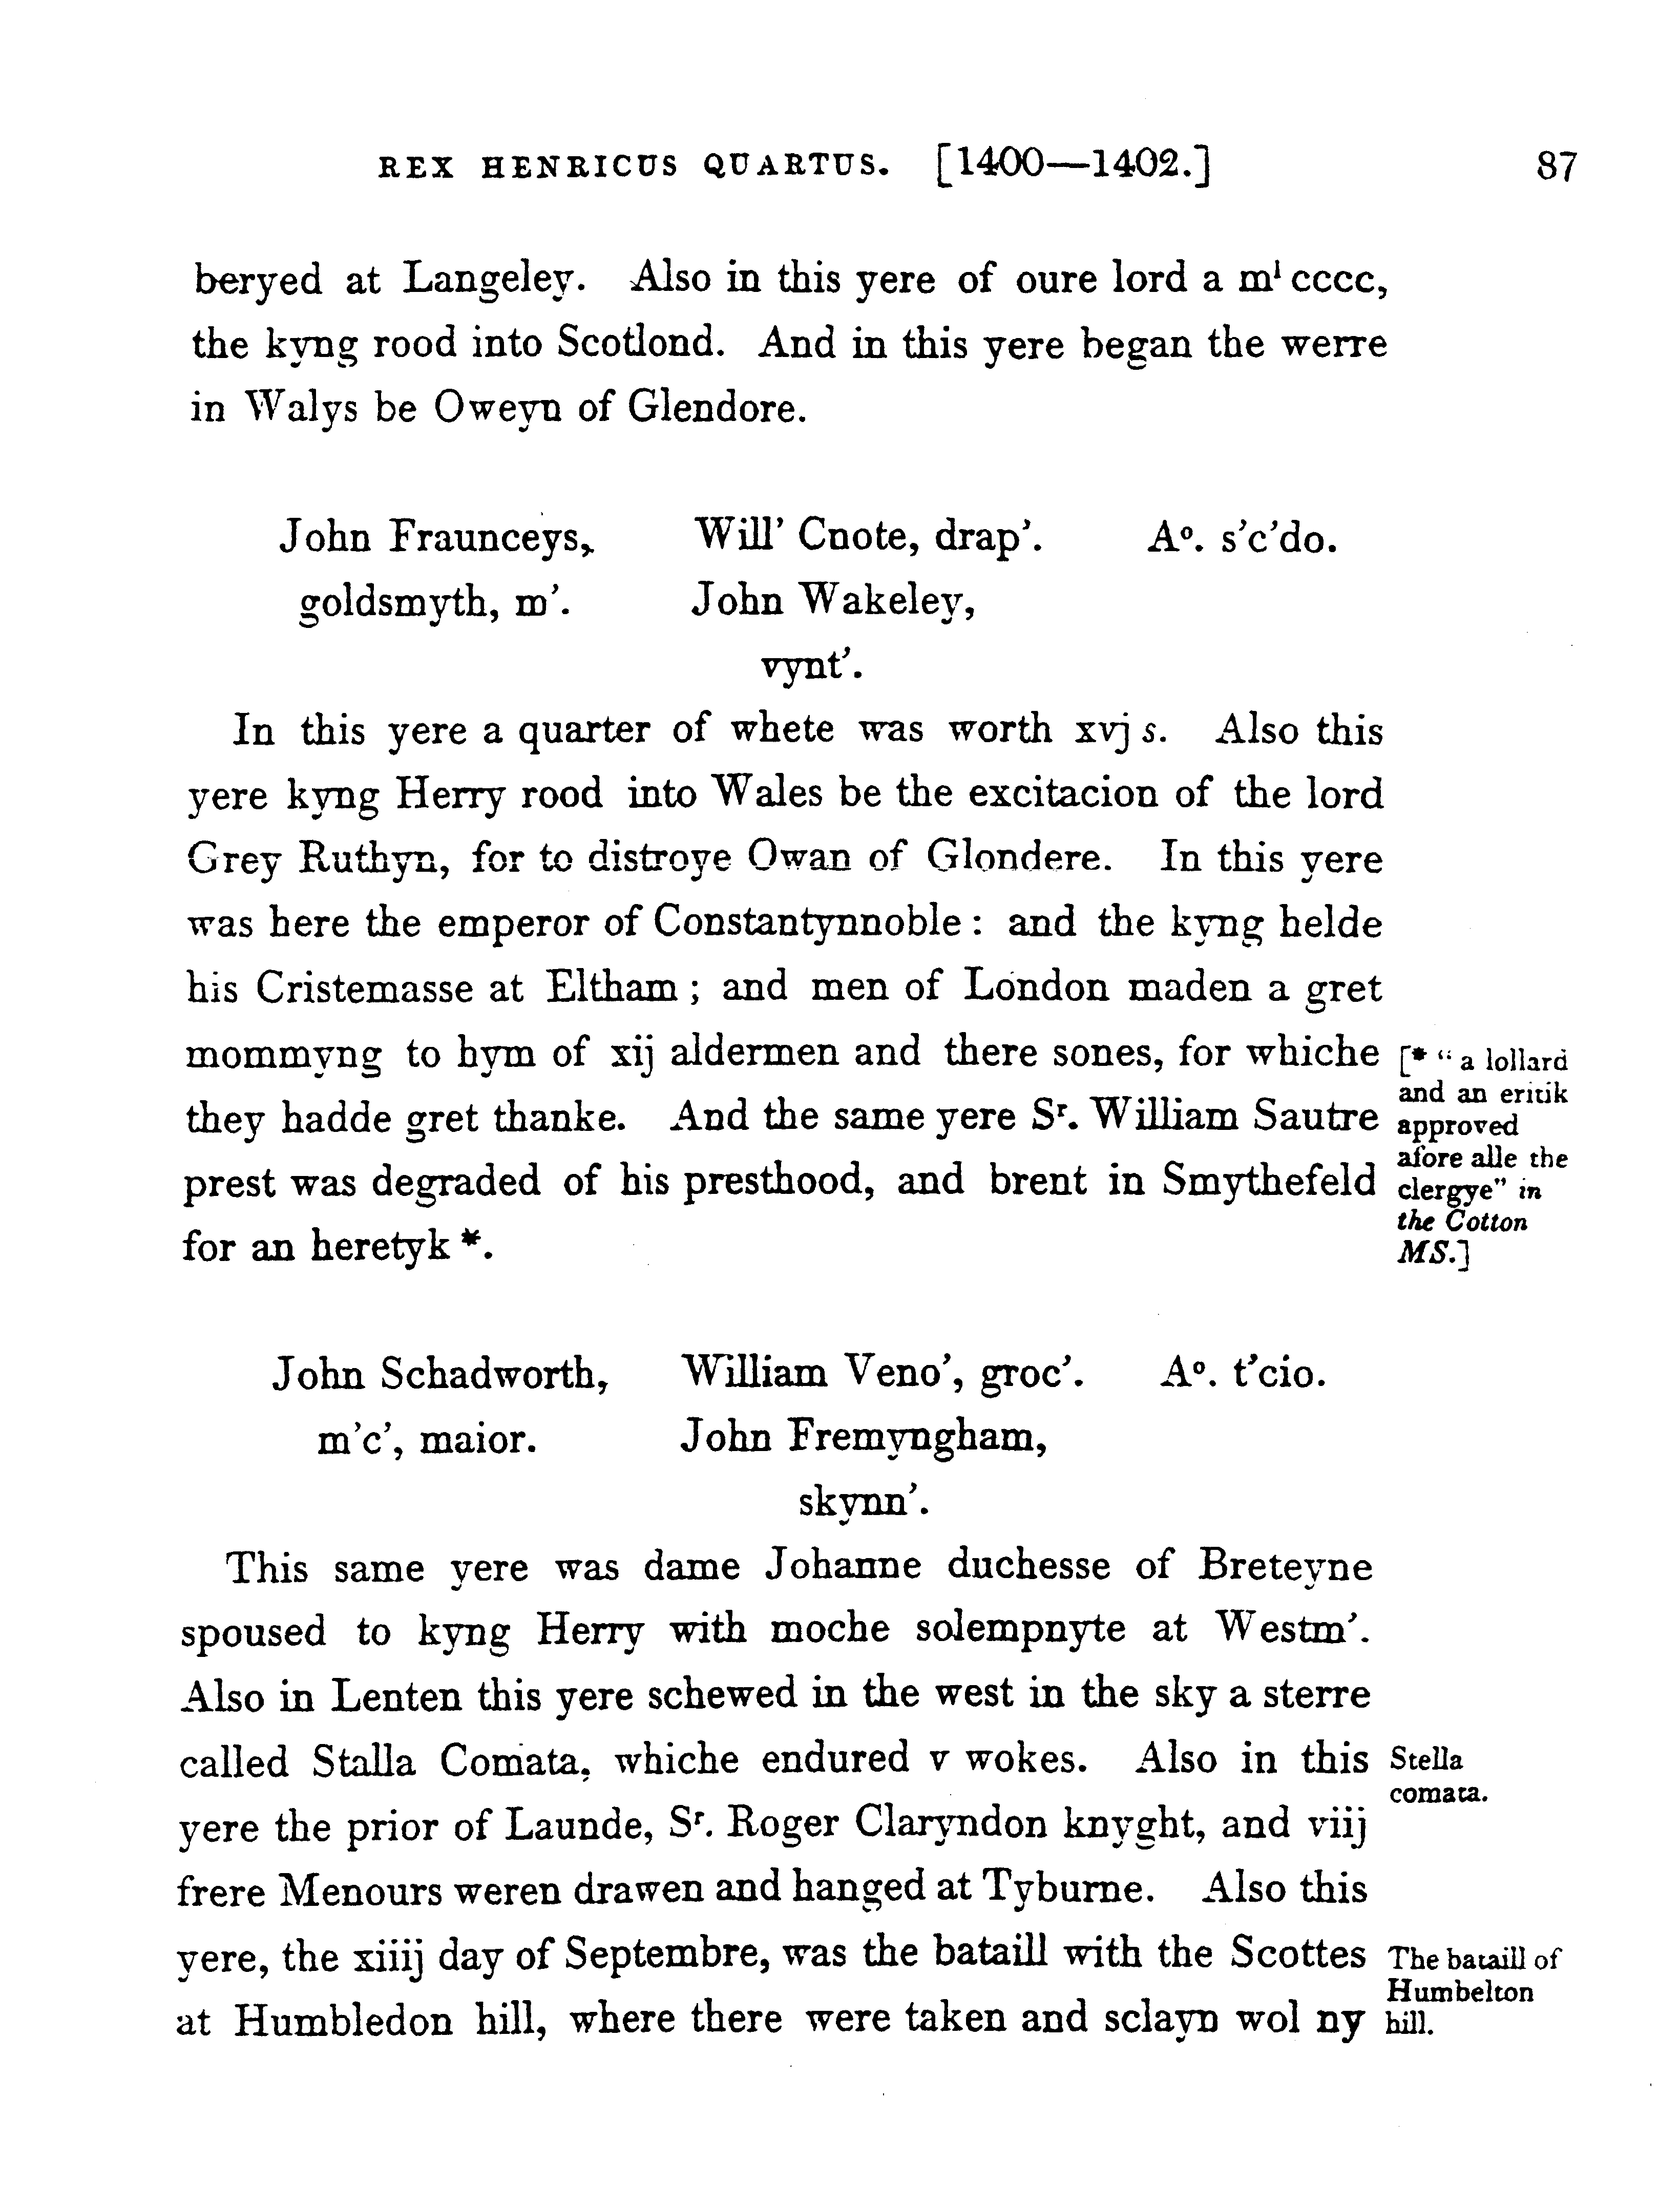 REX HENRICUS QUARTUS. [1400—1402.] 87
beryed at Langeley. Also in this yere of oure lord a mˡ cccc,
the kyng rood into Scotlond. And in this yere began the werre
in Walys be Oweyn of Glendore.
John Fraunceys, Will' Cnote, drap'. Aº. s'c'do.
goldsmyth, m'. John Wakeley,
vynt'.
In this yere a quarter of whete was worth xvj s. Also this
yere kyng Herry rood into Wales be the excitacion of the lord
Grey Ruthyn, for to distroye Owan of Glondere. In this yere
was here the emperor of Constantynnoble : and the kyng helde
his Cristemasse at Eltham ; and men of London maden a gret
mommyng to hym of xij aldermen and there sones, for whiche
they hadde gret thanke. And the same yere Sʳ. William Sautre
prest was degraded of his presthood, and brent in Smythefeld
for an heretyk *.
[* "a lollard
and an eritik
approved
afore alle the
clergye" in
the Cotton
MS.]
John Schadworth, William Veno', groc'. Aº. t'cio.
m'c', maior. John Fremyngham,
skynn'.
This same yere was dame Johanne duchesse of Breteyne
spoused to kyng Herry with moche solempnyte at Westm'.
Also in Lenten this yere schewed in the west in the sky a sterre
called Stalla Comata, whiche endured v wokes. Also in this
yere the prior of Launde, Sʳ. Roger Claryndon knyght, and viij
frere Menours weren drawen and hanged at Tyburne. Also this
yere, the xiiij day of Septembre, was the bataill with the Scottes
at Humbledon hill, where there were taken and sclayn wol ny
Stella
comata.
The bataill of
Humbelton
hill.